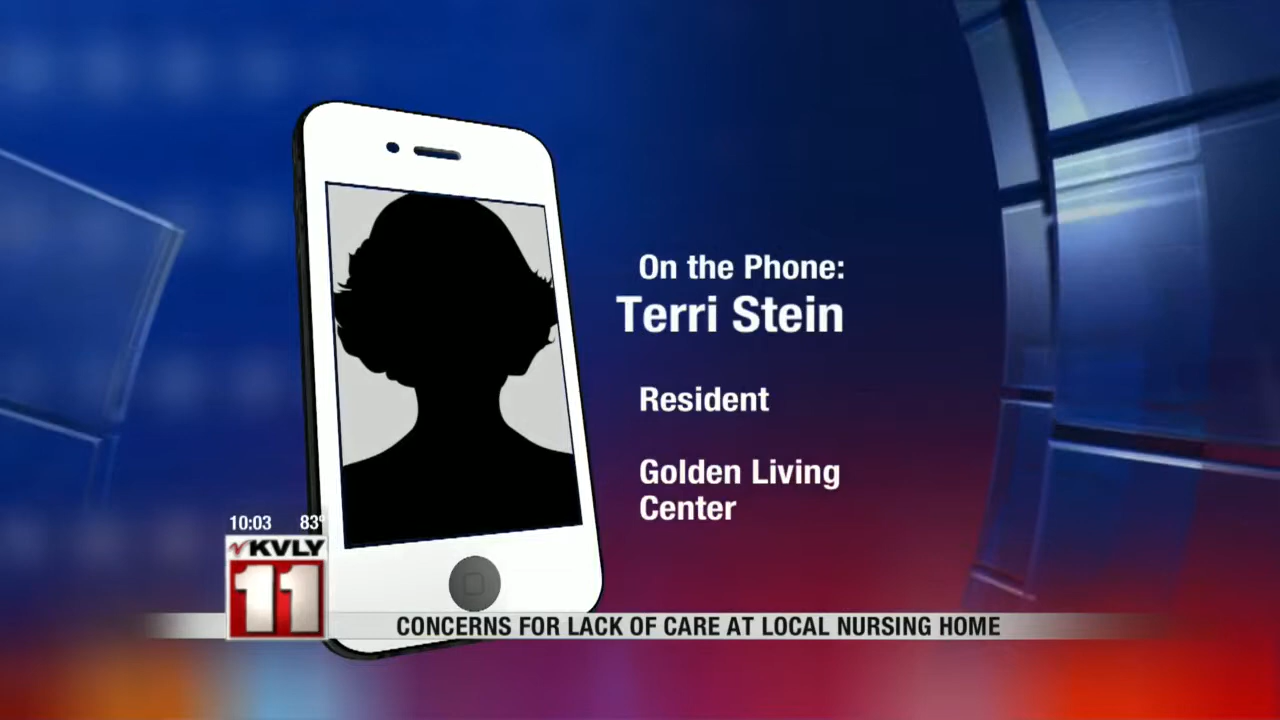 On the Phone:
Terri Stein
Resident
Golden Living
Center
10:03 83°
KVLY
11
CONCERNS FOR LACK OF CARE AT LOCAL NURSING HOME